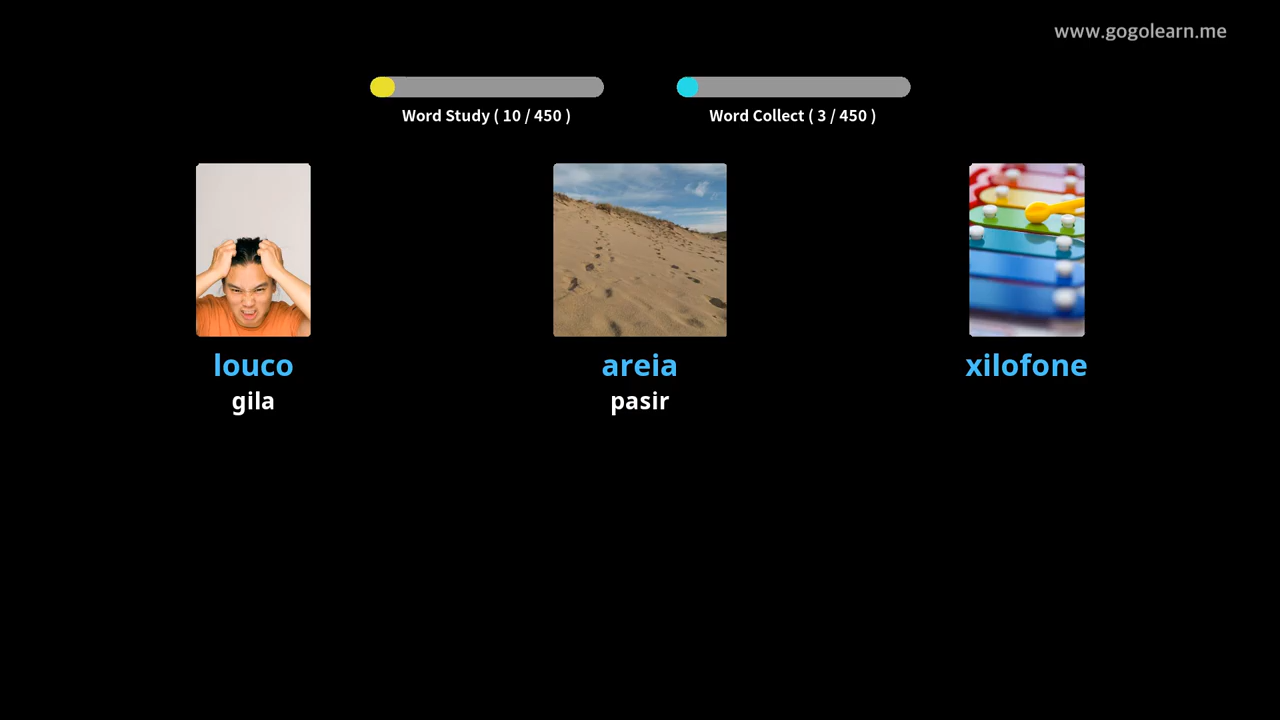 www.gogolearn.me
Word Study ( 10 / 450 )
Word Collect ( 3 / 450 )
louco
gila
areia
pasir
xilofone